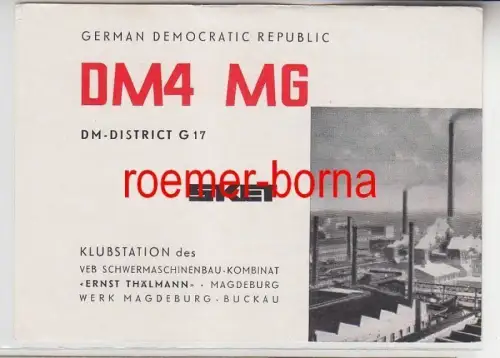 GERMAN DEMOCRATIC REPUBLIC
DM4 MG
DM-DISTRICT G 17
roemer-borna
SKET
KLUBSTATION des
VEB SCHWERMASCHINENBAU-KOMBINAT
«ERNST THÄLMANN» · MAGDEBURG
WERK MAGDEBURG - BUCKAU